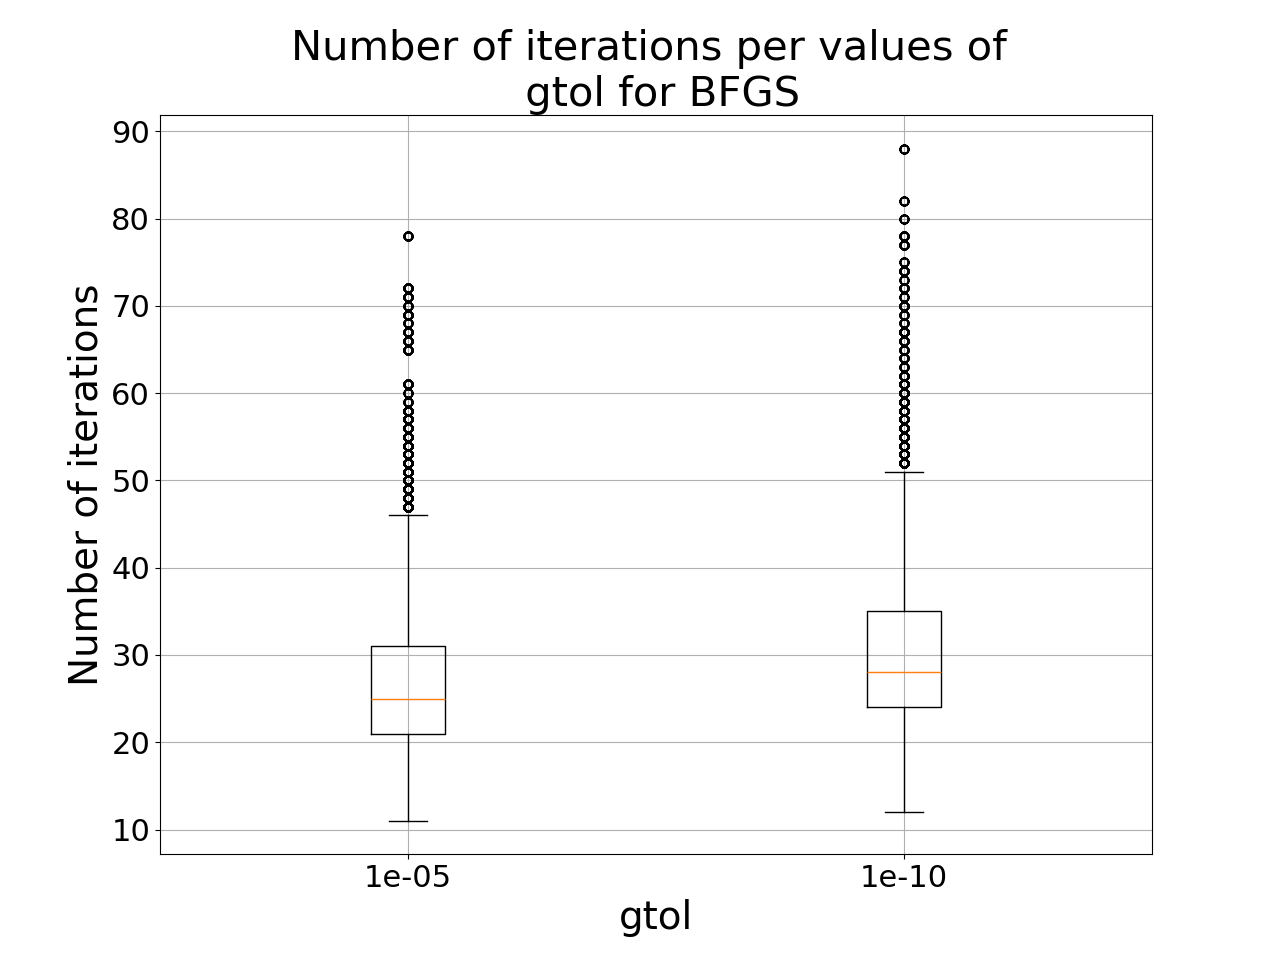 Number of iterations per values of
gtol for BFGS
90
80
70
60
50
40
30
20
10
Number of iterations
1e-05
1e-10
gtol